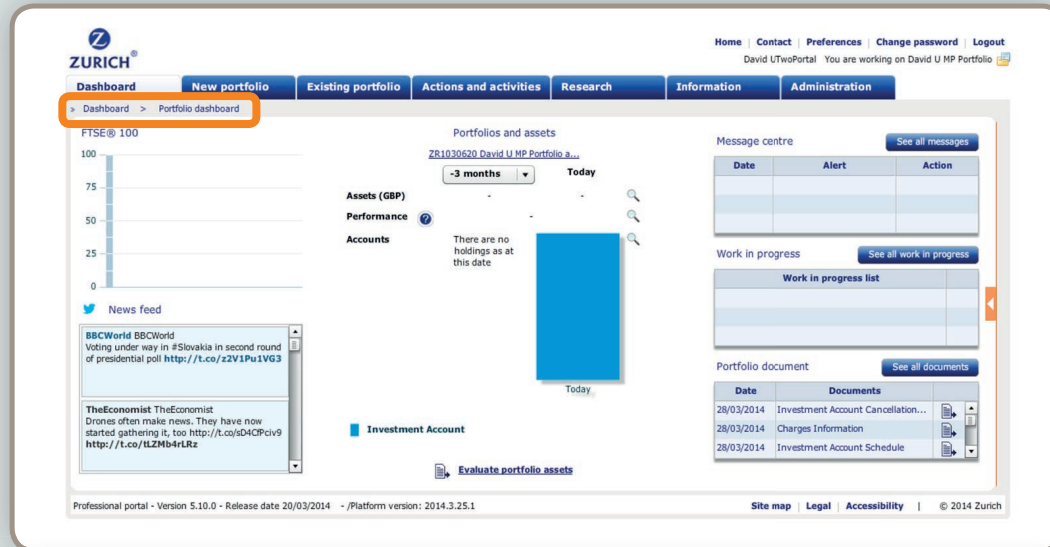 ZURICH®
Home | Contact | Preferences | Change password | Logout
David UTwoPortal You are working on David U MP Portfolio
Dashboard New portfolio Existing portfolio Actions and activities Research Information Administration
» Dashboard > Portfolio dashboard
FTSE® 100
100
75
50
25
0
News feed
BBCWorld BBCWorld
Voting under way in #Slovakia in second round
of presidential poll http://t.co/z2V1Pu1VG3
TheEconomist TheEconomist
Drones often make news. They have now
started gathering it, too http://t.co/sD4CfPciv9
http://t.co/tLZMb4rLRz
Portfolios and assets
ZR1030620 David U MP Portfolio a...
-3 months Today
Assets (GBP) - -
Performance ? -
Accounts
There are no
holdings as at
this date
Today
Investment Account
Evaluate portfolio assets
Message centre See all messages
Date Alert Action
Work in progress See all work in progress
Work in progress list
Portfolio document See all documents
Date Documents
28/03/2014 Investment Account Cancellation...
28/03/2014 Charges Information
28/03/2014 Investment Account Schedule
Professional portal - Version 5.10.0 - Release date 20/03/2014 - /Platform version: 2014.3.25.1
Site map | Legal | Accessibility | © 2014 Zurich